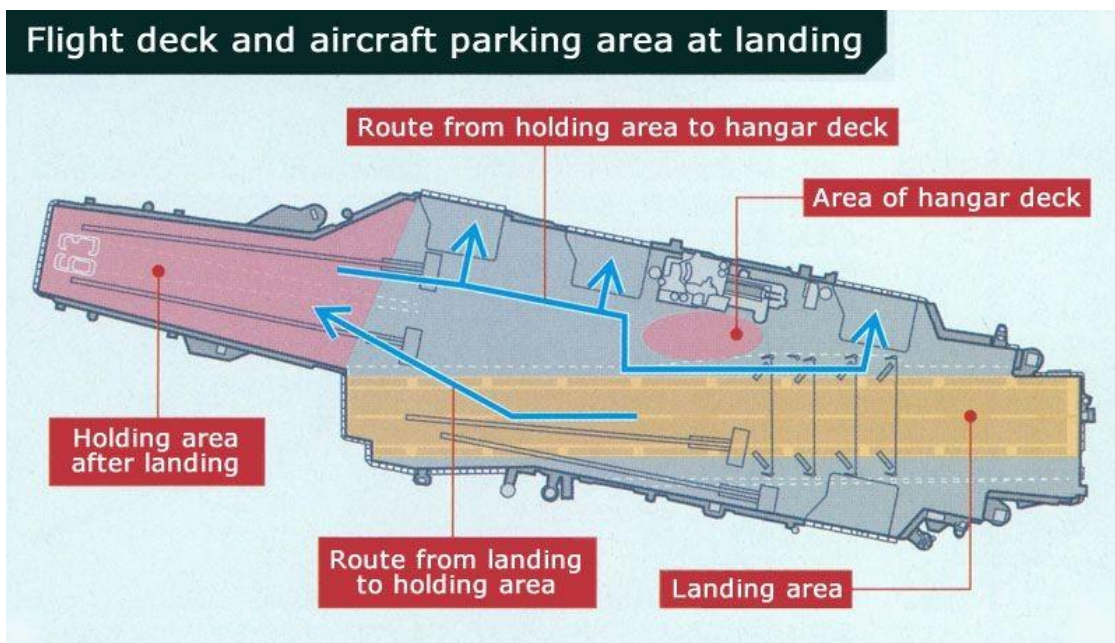 Flight deck and aircraft parking area at landing
Route from holding area to hangar deck
Area of hangar deck
63
Holding area
after landing
Route from landing
to holding area
Landing area